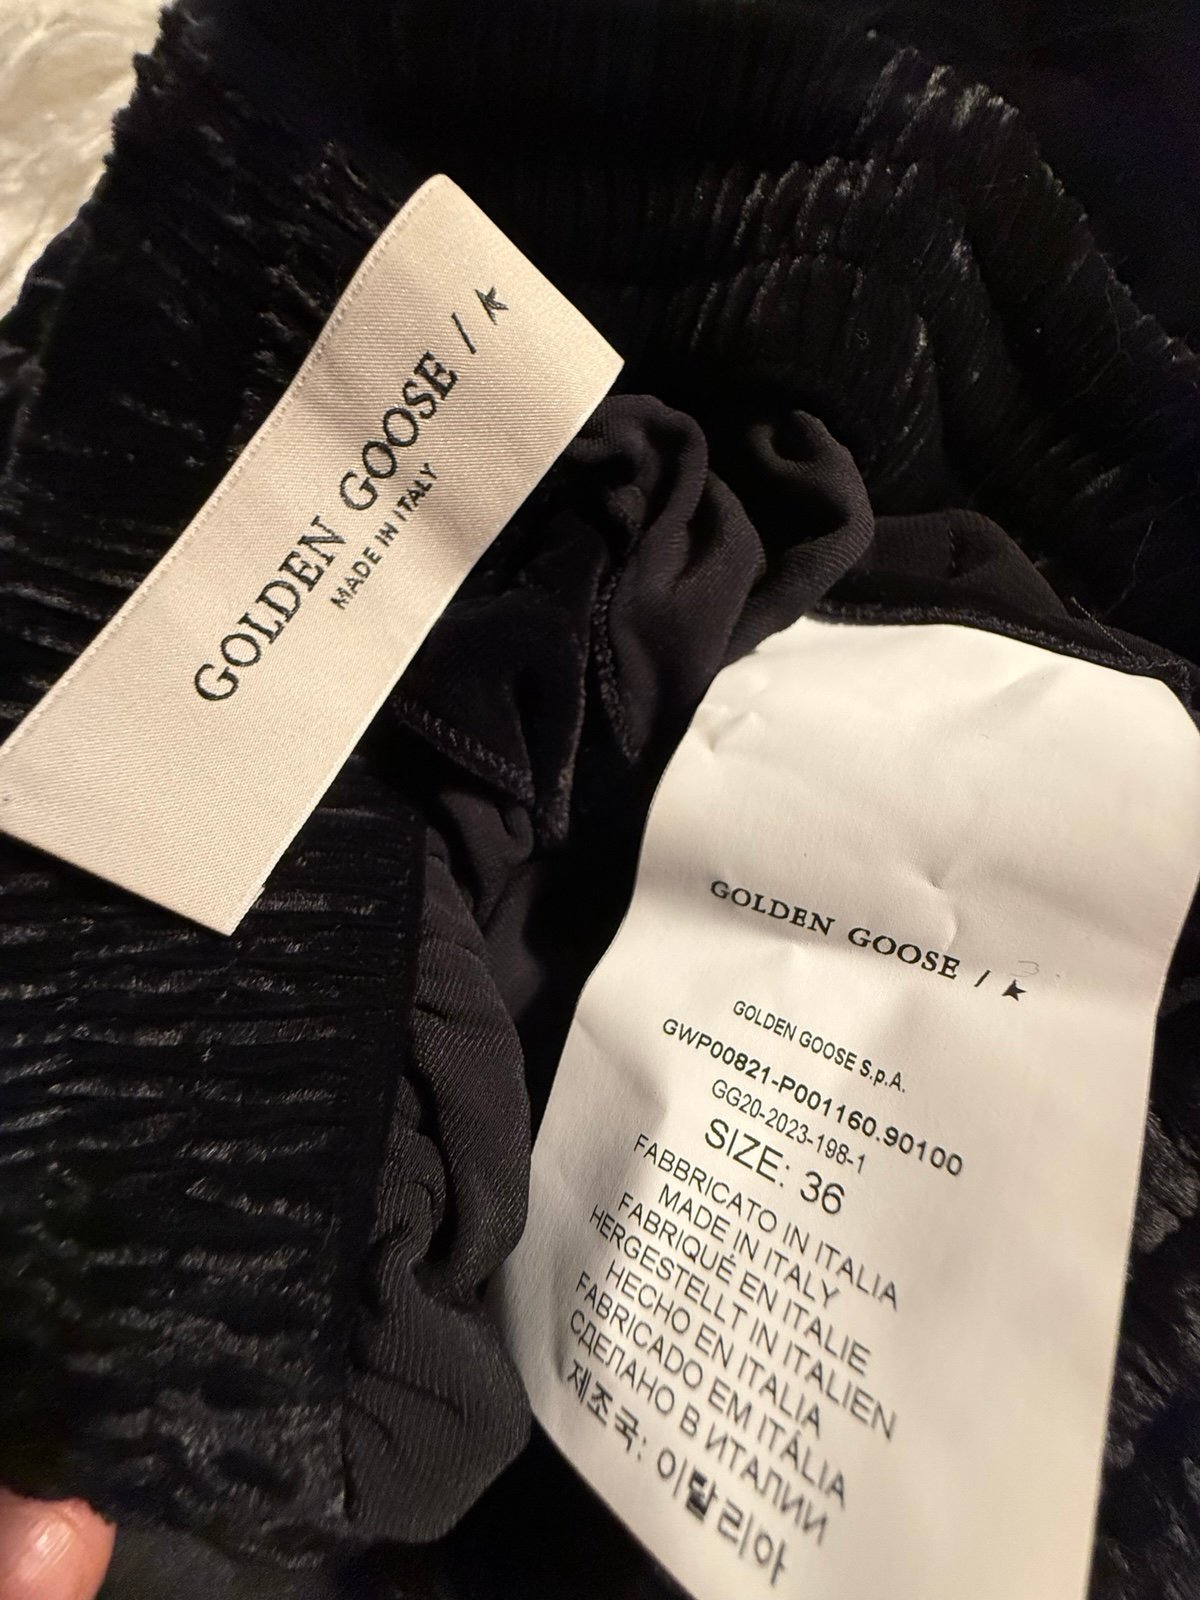 GOLDEN GOOSE /
MADE IN ITALY
GOLDEN GOOSE /
GOLDEN GOOSE S.p.A.
GWP00821-P001160.90100
GG20-2023-198-1
SIZE: 36
FABBRICATO IN ITALIA
MADE IN ITALY
FABRIQUÉ EN ITALIE
HERGESTELLT IN ITALIEN
HECHO EN ITALIA
FABRICADO EM ITÁLIA
СДЕЛАНО В ИТАЛИИ
제조국: 이탈리아